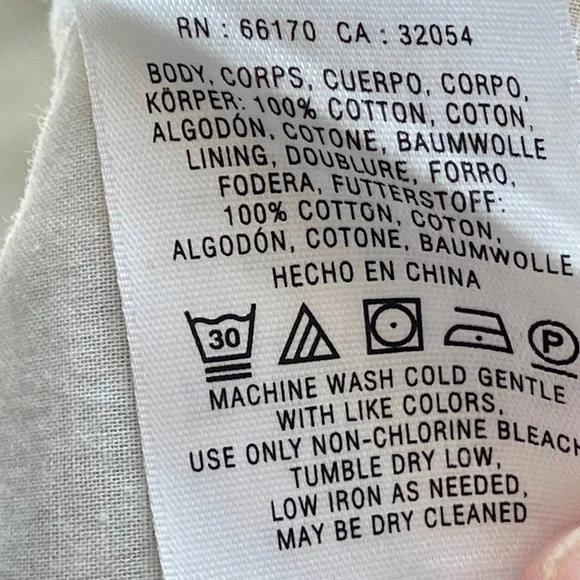 RN : 66170 CA : 32054
BODY, CORPS, CUERPO, CORPO,
KÖRPER: 100% COTTON, COTON,
ALGODÓN, COTONE, BAUMWOLLE
LINING, DOUBLURE, FORRO,
FODERA, FUTTERSTOFF:
100% COTTON, COTON,
ALGODÓN, COTONE, BAUMWOLLE
HECHO EN CHINA
30 P
MACHINE WASH COLD GENTLE
WITH LIKE COLORS,
USE ONLY NON-CHLORINE BLEACH
TUMBLE DRY LOW,
LOW IRON AS NEEDED,
MAY BE DRY CLEANED